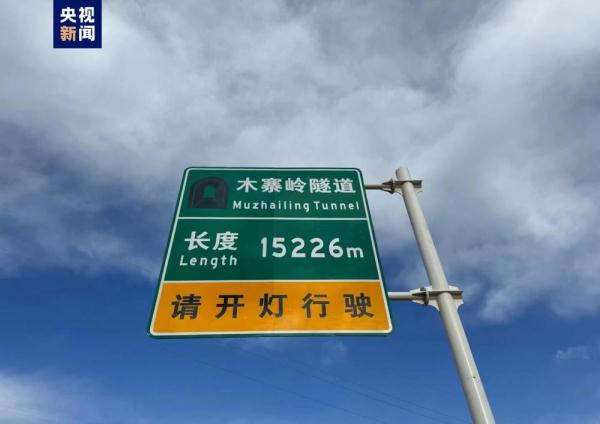 央视
新闻
木寨岭隧道
Muzhailing Tunnel
长度 15226m
Length
请开灯行驶